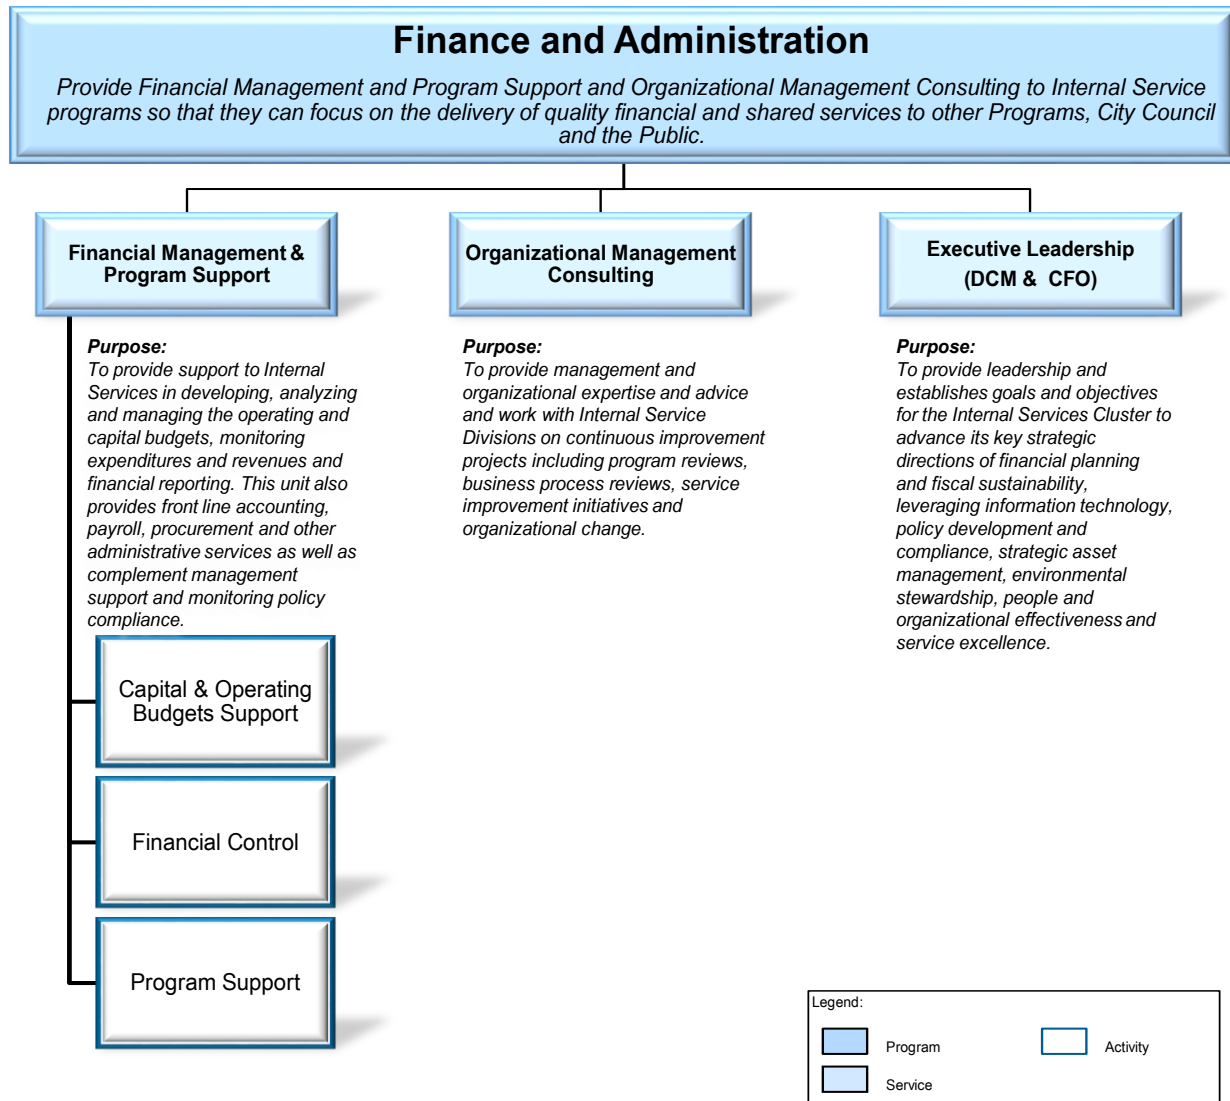 Finance and Administration
Provide Financial Management and Program Support and Organizational Management Consulting to Internal Service
programs so that they can focus on the delivery of quality financial and shared services to other Programs, City Council
and the Public.
Financial Management &
Program Support
Organizational Management
Consulting
Executive Leadership
(DCM & CFO)
Purpose:
To provide support to Internal
Services in developing, analyzing
and managing the operating and
capital budgets, monitoring
expenditures and revenues and
financial reporting. This unit also
provides front line accounting,
payroll, procurement and other
administrative services as well as
complement management
support and monitoring policy
compliance.
Purpose:
To provide management and
organizational expertise and advice
and work with Internal Service
Divisions on continuous improvement
projects including program reviews,
business process reviews, service
improvement initiatives and
organizational change.
Purpose:
To provide leadership and
establishes goals and objectives
for the Internal Services Cluster to
advance its key strategic
directions of financial planning
and fiscal sustainability,
leveraging information technology,
policy development and
compliance, strategic asset
management, environmental
stewardship, people and
organizational effectiveness and
service excellence.
Capital & Operating
Budgets Support
Financial Control
Program Support
Legend:
Program
Activity
Service